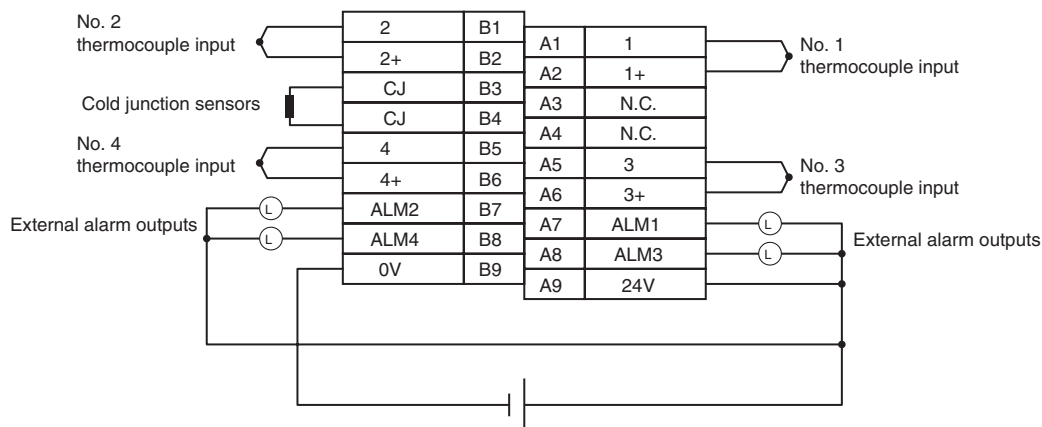 No. 2
thermocouple input
Cold junction sensors
No. 4
thermocouple input
External alarm outputs
2 B1
2+ B2
CJ B3
CJ B4
4 B5
4+ B6
ALM2 B7
ALM4 B8
0V B9
L
L
A1 1
A2 1+
A3 N.C.
A4 N.C.
A5 3
A6 3+
A7 ALM1
A8 ALM3
A9 24V
L
L
No. 1
thermocouple input
No. 3
thermocouple input
External alarm outputs